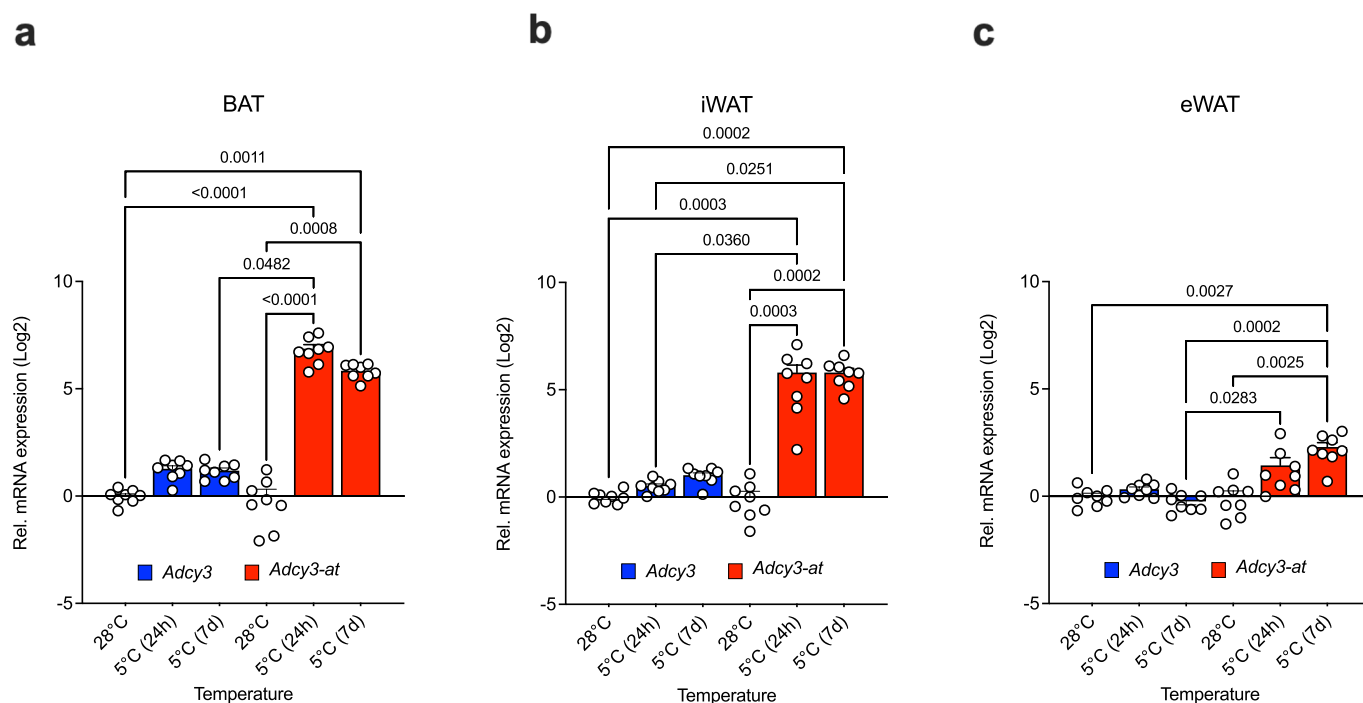 a
BAT
0.0011
<0.0001
0.0008
0.0482
<0.0001
Rel. mRNA expression (Log2)
10
5
0
-5
Adcy3
Adcy3-at
28°C
5°C (24h)
5°C (7d)
28°C
5°C (24h)
5°C (7d)
Temperature
b
iWAT
0.0002
0.0251
0.0003
0.0360
0.0002
0.0003
Rel. mRNA expression (Log2)
10
5
0
-5
Adcy3
Adcy3-at
28°C
5°C (24h)
5°C (7d)
28°C
5°C (24h)
5°C (7d)
Temperature
c
eWAT
0.0027
0.0002
0.0025
0.0283
Rel. mRNA expression (Log2)
10
5
0
-5
Adcy3
Adcy3-at
28°C
5°C (24h)
5°C (7d)
28°C
5°C (24h)
5°C (7d)
Temperature